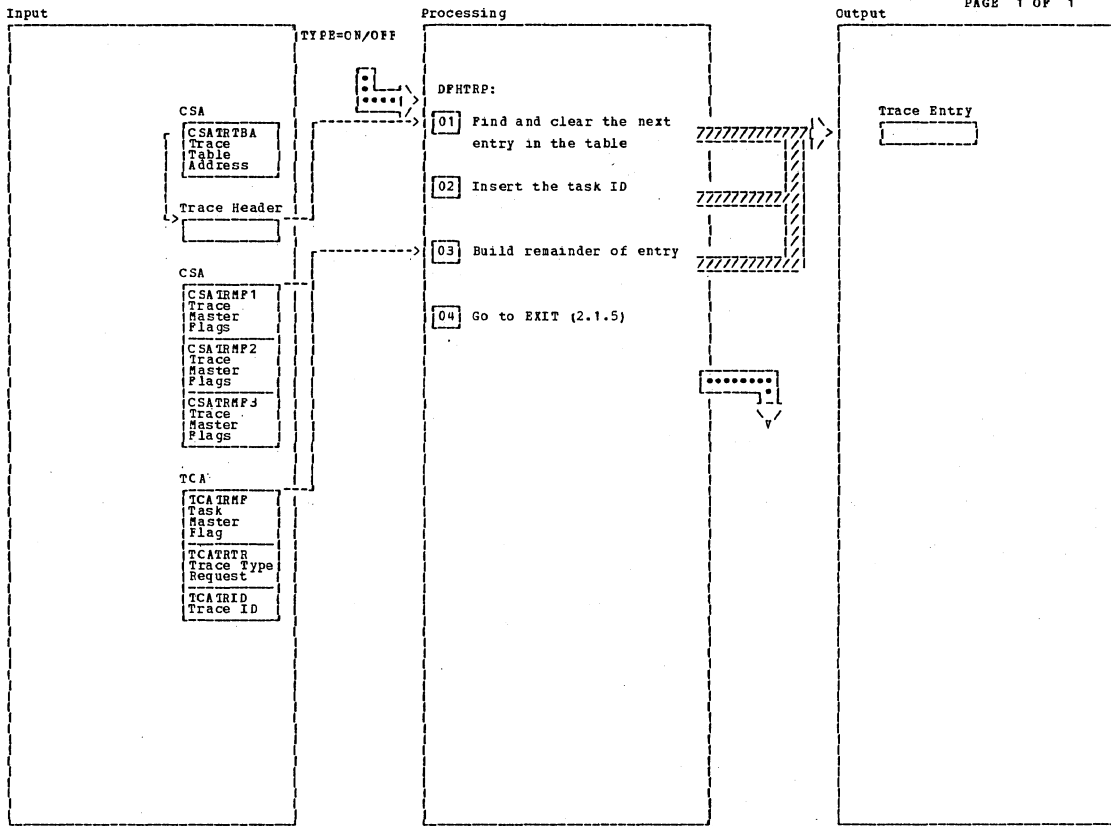 PAGE 1 OF 1
Input
Processing
Output
TYPE=ON/OFF
DFHTRP:
CSA
CSATRTBA
Trace
Table
Address
Trace Header
01 Find and clear the next
entry in the table
02 Insert the task ID
03 Build remainder of entry
04 Go to EXIT (2.1.5)
Trace Entry
CSA
CSATRMF1
Trace
Master
Flags
CSATRMF2
Trace
Master
Flags
CSATRMF3
Trace
Master
Flags
TCA
TCATRMF
Task
Master
Flag
TCATRTR
Trace Type
Request
TCATRID
Trace ID